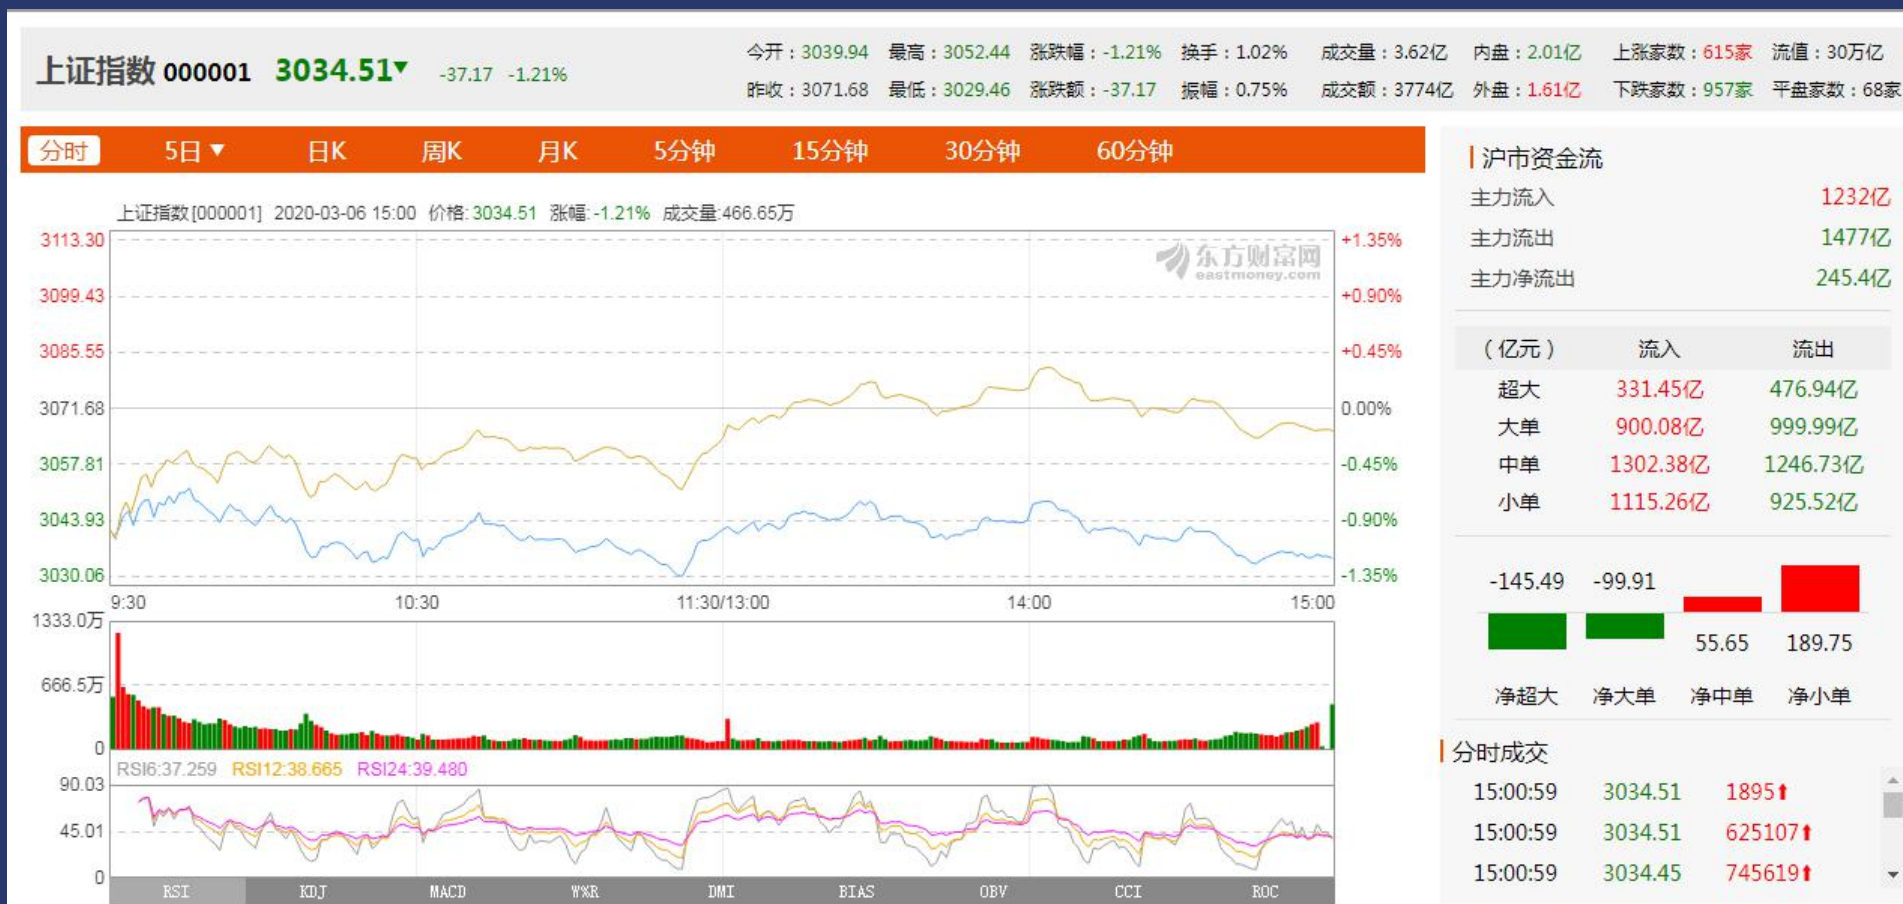 上证指数 000001 3034.51▼ -37.17 -1.21%
今开：3039.94 最高：3052.44 涨跌幅：-1.21% 换手：1.02% 成交量：3.62亿 内盘：2.01亿 上涨家数：615家 流值：30万亿
昨收：3071.68 最低：3029.46 涨跌额：-37.17 振幅：0.75% 成交额：3774亿 外盘：1.61亿 下跌家数：957家 平盘家数：68家
分时 5日▼ 日K 周K 月K 5分钟 15分钟 30分钟 60分钟
上证指数[000001] 2020-03-06 15:00 价格:3034.51 涨幅:-1.21% 成交量:466.65万
3113.30 +1.35%
东方财富网
eastmoney.com
3099.43 +0.90%
3085.55 +0.45%
3071.68 0.00%
3057.81 -0.45%
3043.93 -0.90%
3030.06 -1.35%
9:30 10:30 11:30/13:00 14:00 15:00
1333.0万
666.5万
0
RSI6:37.259 RSI12:38.665 RSI24:39.480
90.03
45.01
0
RSI KDJ MACD W%R DMI BIAS OBV CCI ROC
沪市资金流
主力流入 1232亿
主力流出 1477亿
主力净流出 245.4亿
（亿元） 流入 流出
超大 331.45亿 476.94亿
大单 900.08亿 999.99亿
中单 1302.38亿 1246.73亿
小单 1115.26亿 925.52亿
-145.49 -99.91
55.65 189.75
净超大 净大单 净中单 净小单
分时成交
15:00:59 3034.51 1895⬆
15:00:59 3034.51 625107⬆
15:00:59 3034.45 745619⬆